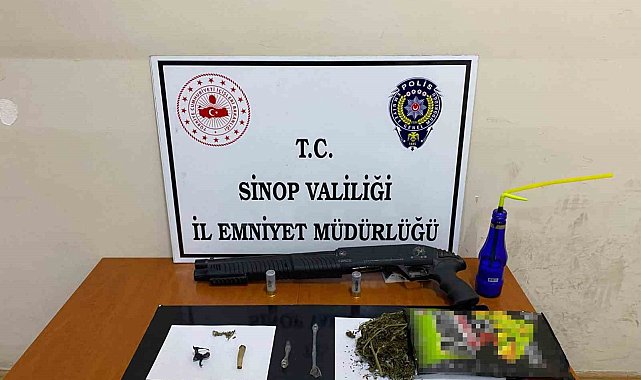 POLİS
T.C.
SİNOP VALİLİĞİ
İL EMNİYET MÜDÜRLÜĞÜ